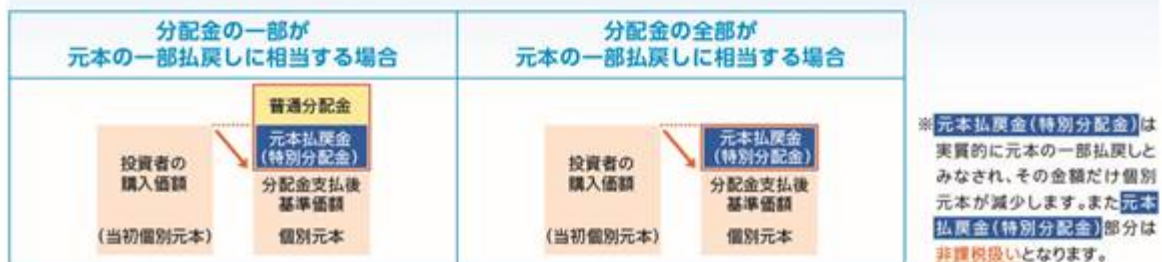 分配金の一部が
元本の一部払戻しに相当する場合
普通分配金
元本払戻金
(特別分配金)
投資者の
購入価額
(当初個別元本)
分配金支払後
基準価額
個別元本
分配金の全部が
元本の一部払戻しに相当する場合
元本払戻金
(特別分配金)
投資者の
購入価額
(当初個別元本)
分配金支払後
基準価額
個別元本
※元本払戻金(特別分配金)は
実質的に元本の一部払戻しと
みなされ、その金額だけ個別
元本が減少します。また元本
払戻金(特別分配金)部分は
非課税扱いとなります。